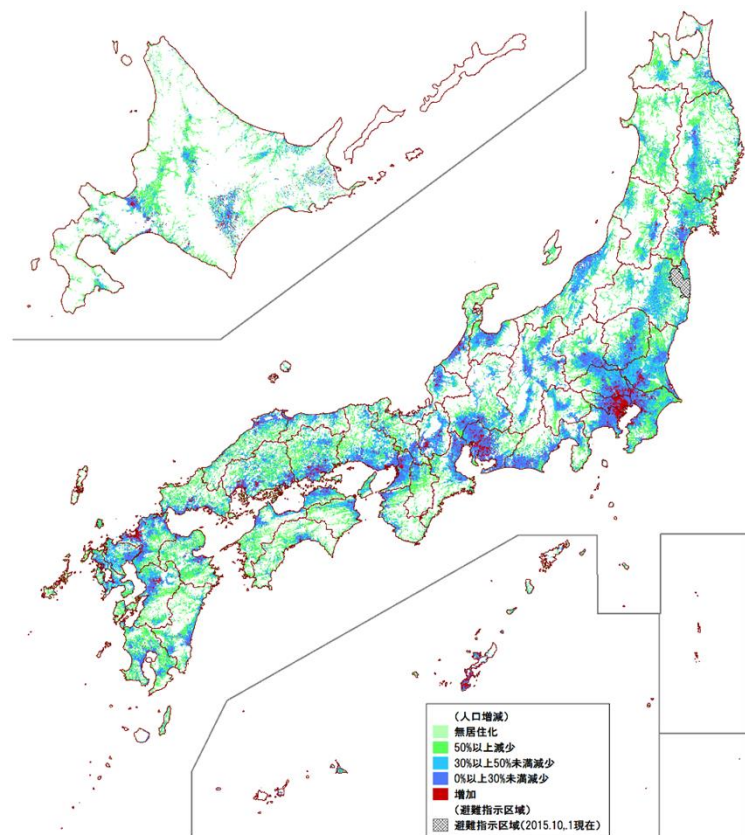 (人口増減)
無居住化
50%以上減少
30%以上50%未満減少
0%以上30%未満減少
増加
(避難指示区域)
避難指示区域(2015.10,.1現在)